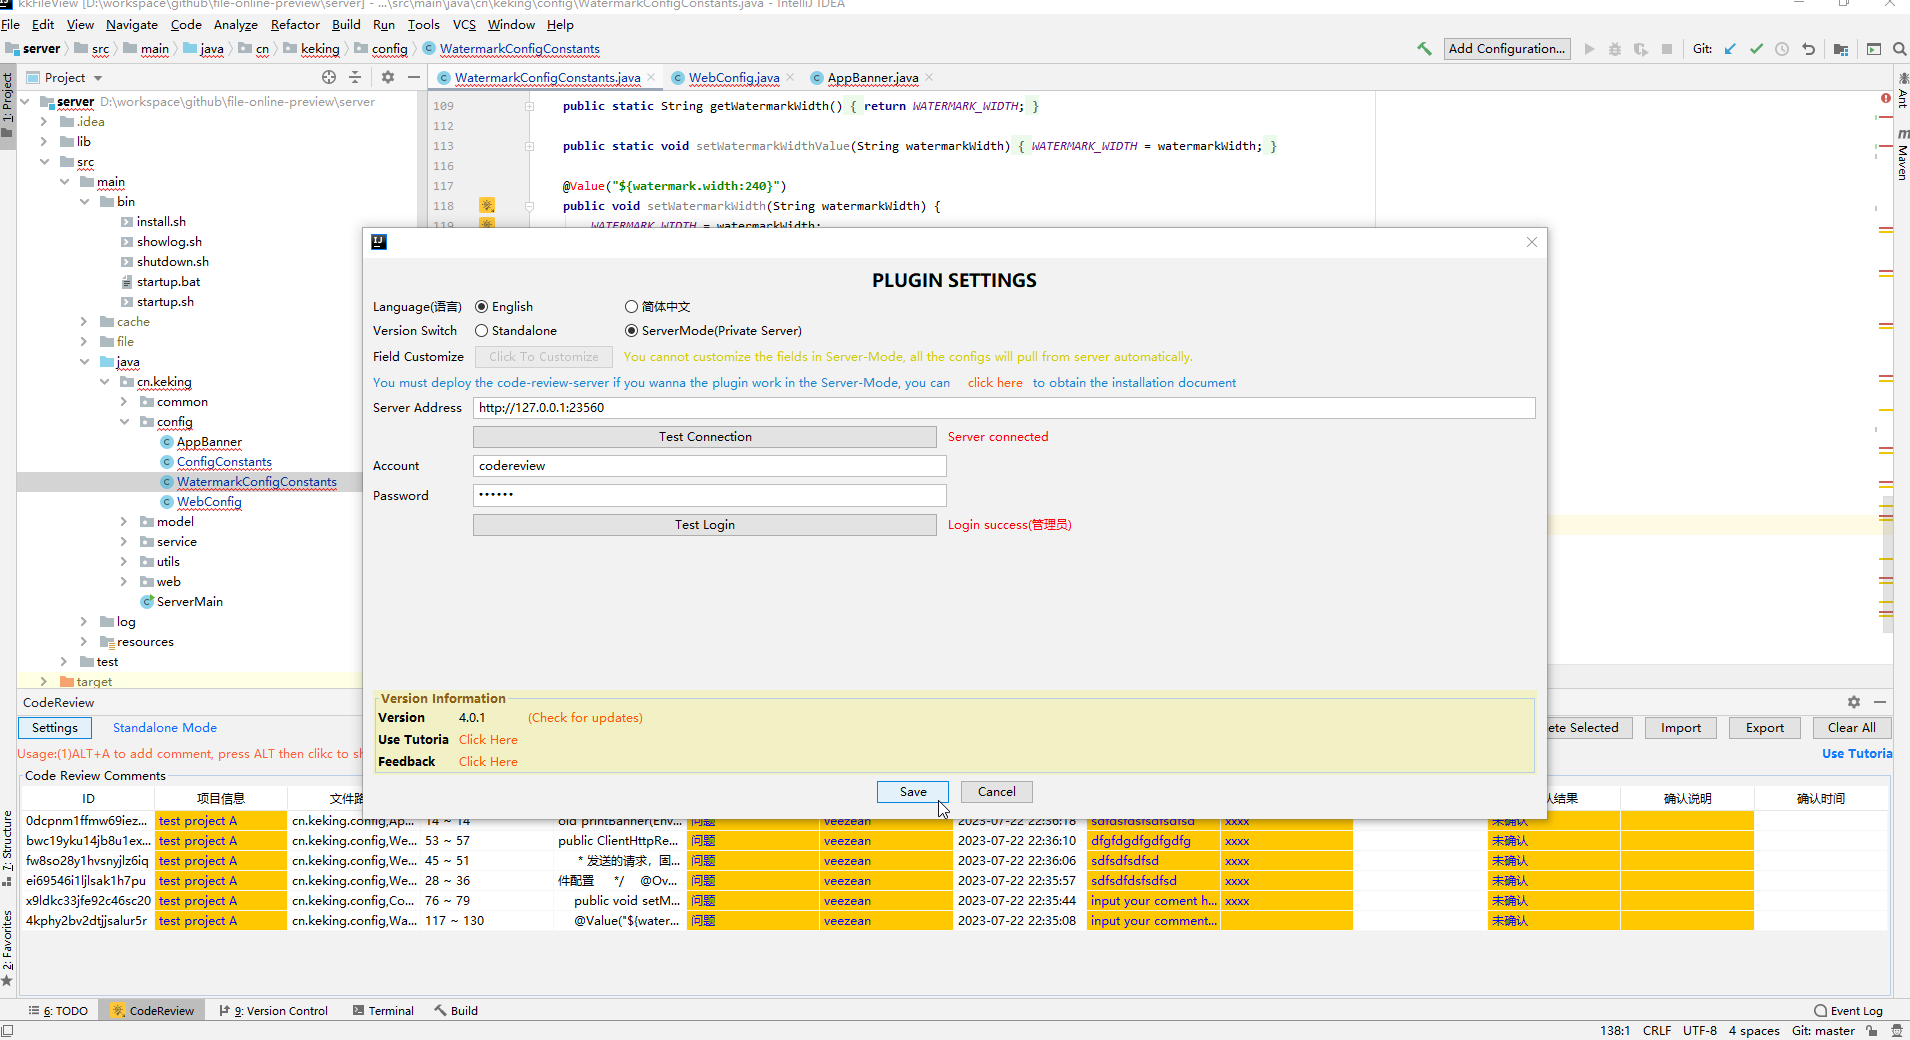 kkFileView [D:\workspace\github\file-online-preview\server] - ...\src\main\java\cn\keking\config\WatermarkConfigConstants.java - IntelliJ IDEA
File Edit View Navigate Code Analyze Refactor Build Run Tools VCS Window Help
server src main java cn keking config WatermarkConfigConstants Add Configuration... Git:
Project WatermarkConfigConstants.java WebConfig.java AppBanner.java
1: Project
Ant
Maven
server D:\workspace\github\file-online-preview\server
.idea
lib
src
main
bin
install.sh
showlog.sh
shutdown.sh
startup.bat
startup.sh
cache
file
java
cn.keking
common
config
AppBanner
ConfigConstants
WatermarkConfigConstants
WebConfig
model
service
utils
web
ServerMain
log
resources
test
target
109 public static String getWatermarkWidth() { return WATERMARK_WIDTH; }
112
113 public static void setWatermarkWidthValue(String watermarkWidth) { WATERMARK_WIDTH = watermarkWidth; }
116
117 @Value("${watermark.width:240}")
118 public void setWatermarkWidth(String watermarkWidth) {
119 WATERMARK_WIDTH = watermarkWidth;
PLUGIN SETTINGS
Language(语言) English 简体中文
Version Switch Standalone ServerMode(Private Server)
Field Customize Click To Customize You cannot customize the fields in Server-Mode, all the configs will pull from server automatically.
You must deploy the code-review-server if you wanna the plugin work in the Server-Mode, you can click here to obtain the installation document
Server Address http://127.0.0.1:23560
Test Connection Server connected
Account codereview
Password ••••••
Test Login Login success(管理员)
Version Information
Version 4.0.1 (Check for updates)
Use Tutoria Click Here
Feedback Click Here
Save Cancel
CodeReview
Settings Standalone Mode ete Selected Import Export Clear All
Usage:(1)ALT+A to add comment, press ALT then clikc to sh Use Tutoria
Code Review Comments
ID 项目信息 文件路 认结果 确认说明 确认时间
0dcpnm1ffmw69iez... test project A cn.keking.config,Ap... 14 ~ 14 oid printBanner(Env... 问题 veezean 2023-07-22 22:36:18 sdfsdfsdfsdfsdfsd xxxx 未确认
bwc19yku14jb8u1ex... test project A cn.keking.config,We... 53 ~ 57 public ClientHttpRe... 问题 veezean 2023-07-22 22:36:10 dfgfdgdfgdfgdfg xxxx 未确认
fw8so28y1hvsnyjlz6iq test project A cn.keking.config,We... 45 ~ 51 * 发送的请求，固... 问题 veezean 2023-07-22 22:36:06 sdfsdfsdfsd xxxx 未确认
ei69546i1ljlsak1h7pu test project A cn.keking.config,We... 28 ~ 36 件配置 */ @Ov... 问题 veezean 2023-07-22 22:35:57 sdfsdfdsfsdfsd xxxx 未确认
x9ldkc33jfe92c46sc20 test project A cn.keking.config,Co... 76 ~ 79 public void setM... 问题 veezean 2023-07-22 22:35:44 input your coment h... xxxx 未确认
4kphy2bv2dtjjsalur5r test project A cn.keking.config,Wa... 117 ~ 130 @Value("${water... 问题 veezean 2023-07-22 22:35:08 input your comment... 未确认
7: Structure
2: Favorites
6: TODO CodeReview 9: Version Control Terminal Build Event Log
138:1 CRLF UTF-8 4 spaces Git: master